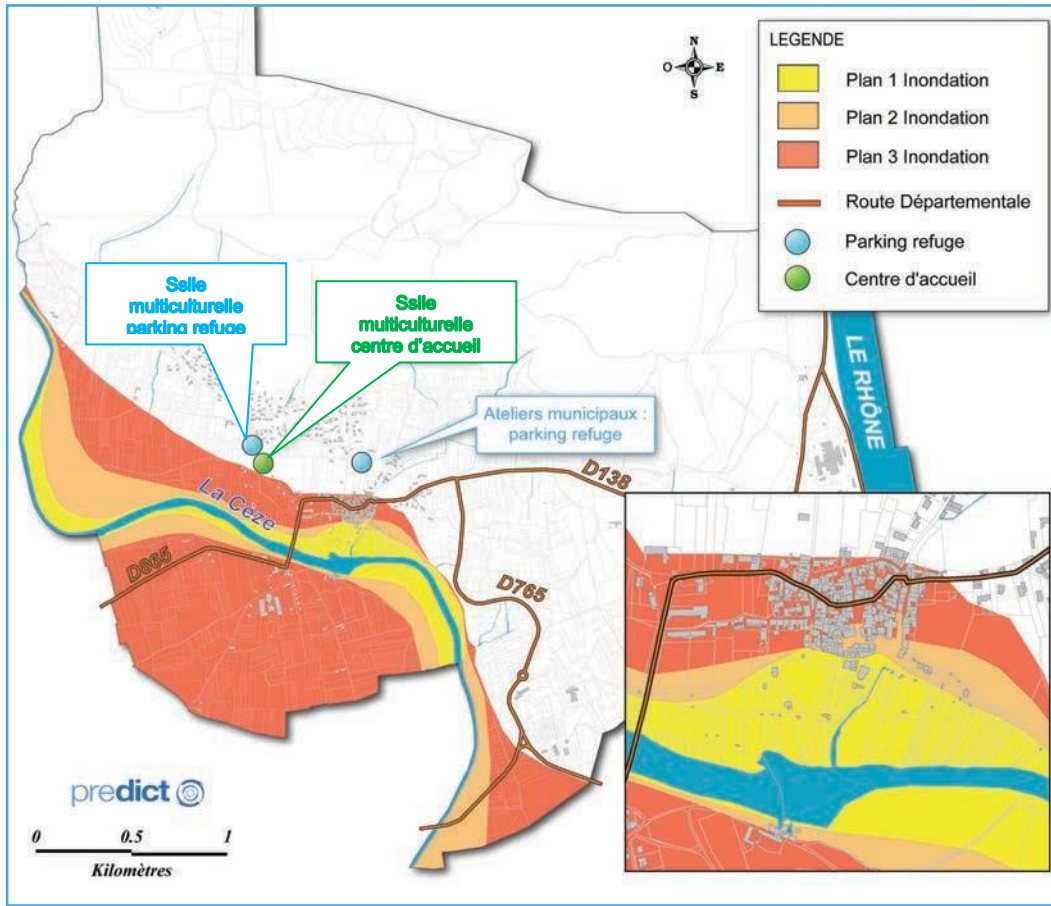 N
O E
S
LEGENDE
Plan 1 Inondation
Plan 2 Inondation
Plan 3 Inondation
Route Départementale
Parking refuge
Centre d'accueil
Sslle
multiculturelle
parking refuge
Sslle
multiculturelle
centre d'accueil
Ateliers municipaux :
parking refuge
LE RHÔNE
D138
La Cèze
D865
D765
predict
0 0.5 1
Kilomètres